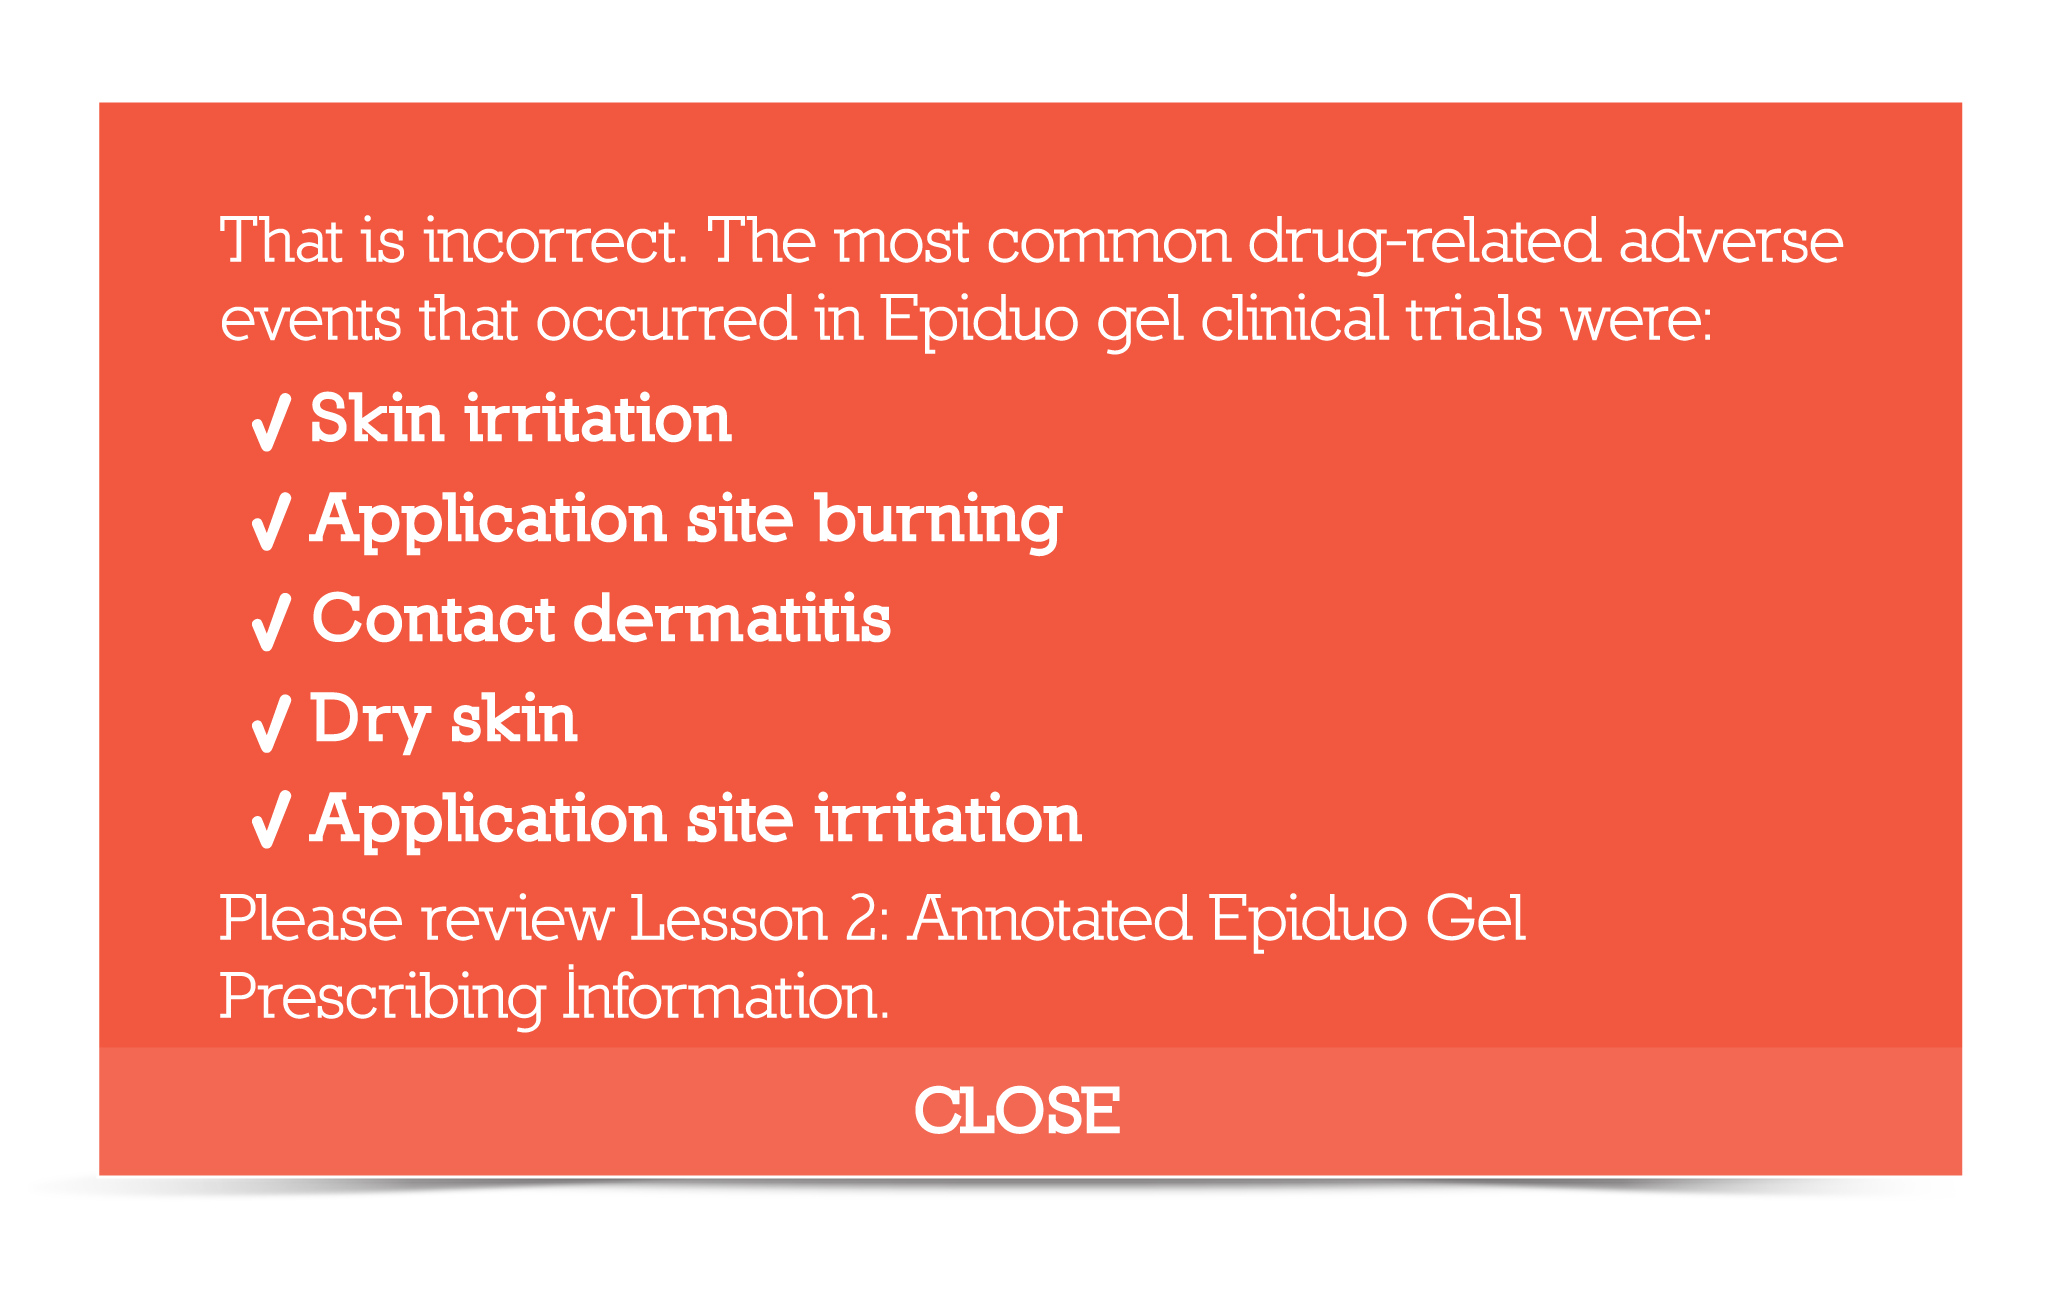 That is incorrect. The most common drug-related adverse
events that occurred in Epiduo gel clinical trials were:
✓ Skin irritation
✓ Application site burning
✓ Contact dermatitis
✓ Dry skin
✓ Application site irritation
Please review Lesson 2: Annotated Epiduo Gel
Prescribing İnformation.
CLOSE